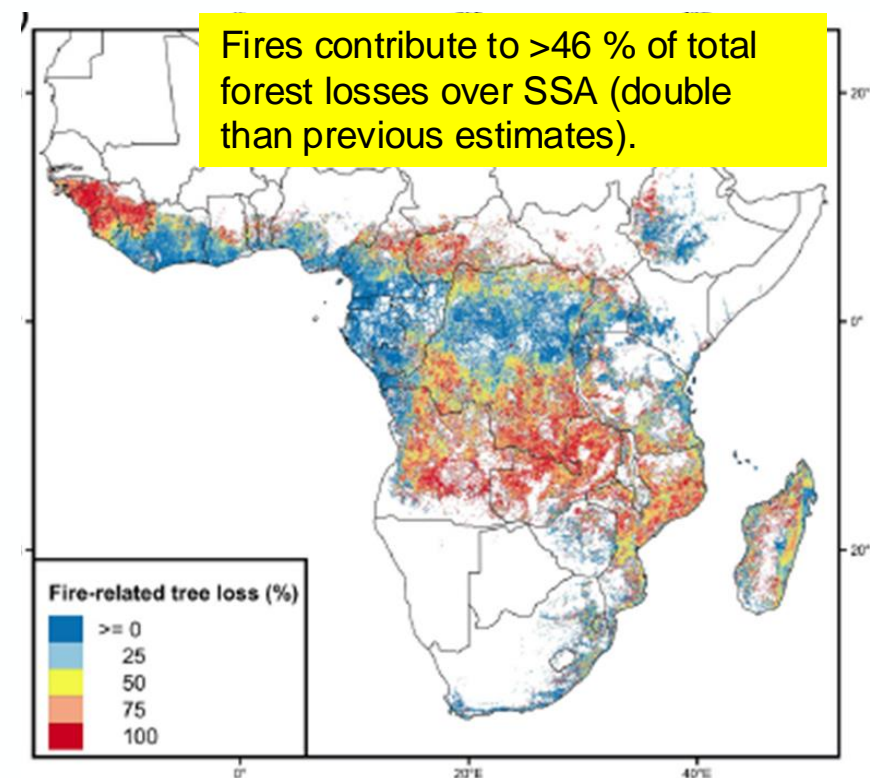 Fires contribute to >46 % of total
forest losses over SSA (double
than previous estimates).
20°
0°
20°
Fire-related tree loss (%)
>= 0
25
50
75
100
0°
20°E
40°E